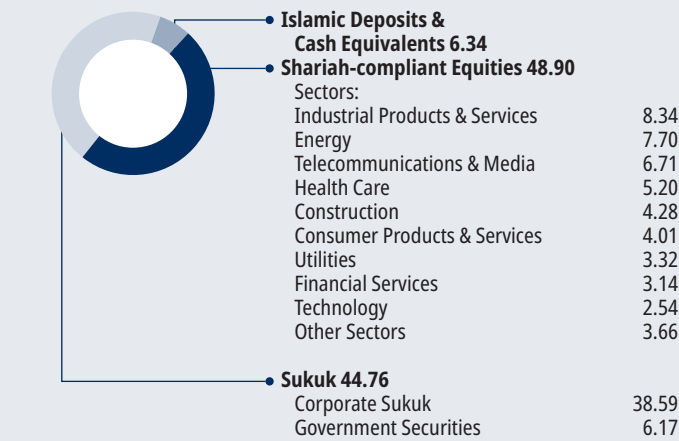 Islamic Deposits &
Cash Equivalents 6.34
Shariah-compliant Equities 48.90
Sectors:
Industrial Products & Services 8.34
Energy 7.70
Telecommunications & Media 6.71
Health Care 5.20
Construction 4.28
Consumer Products & Services 4.01
Utilities 3.32
Financial Services 3.14
Technology 2.54
Other Sectors 3.66
Sukuk 44.76
Corporate Sukuk 38.59
Government Securities 6.17